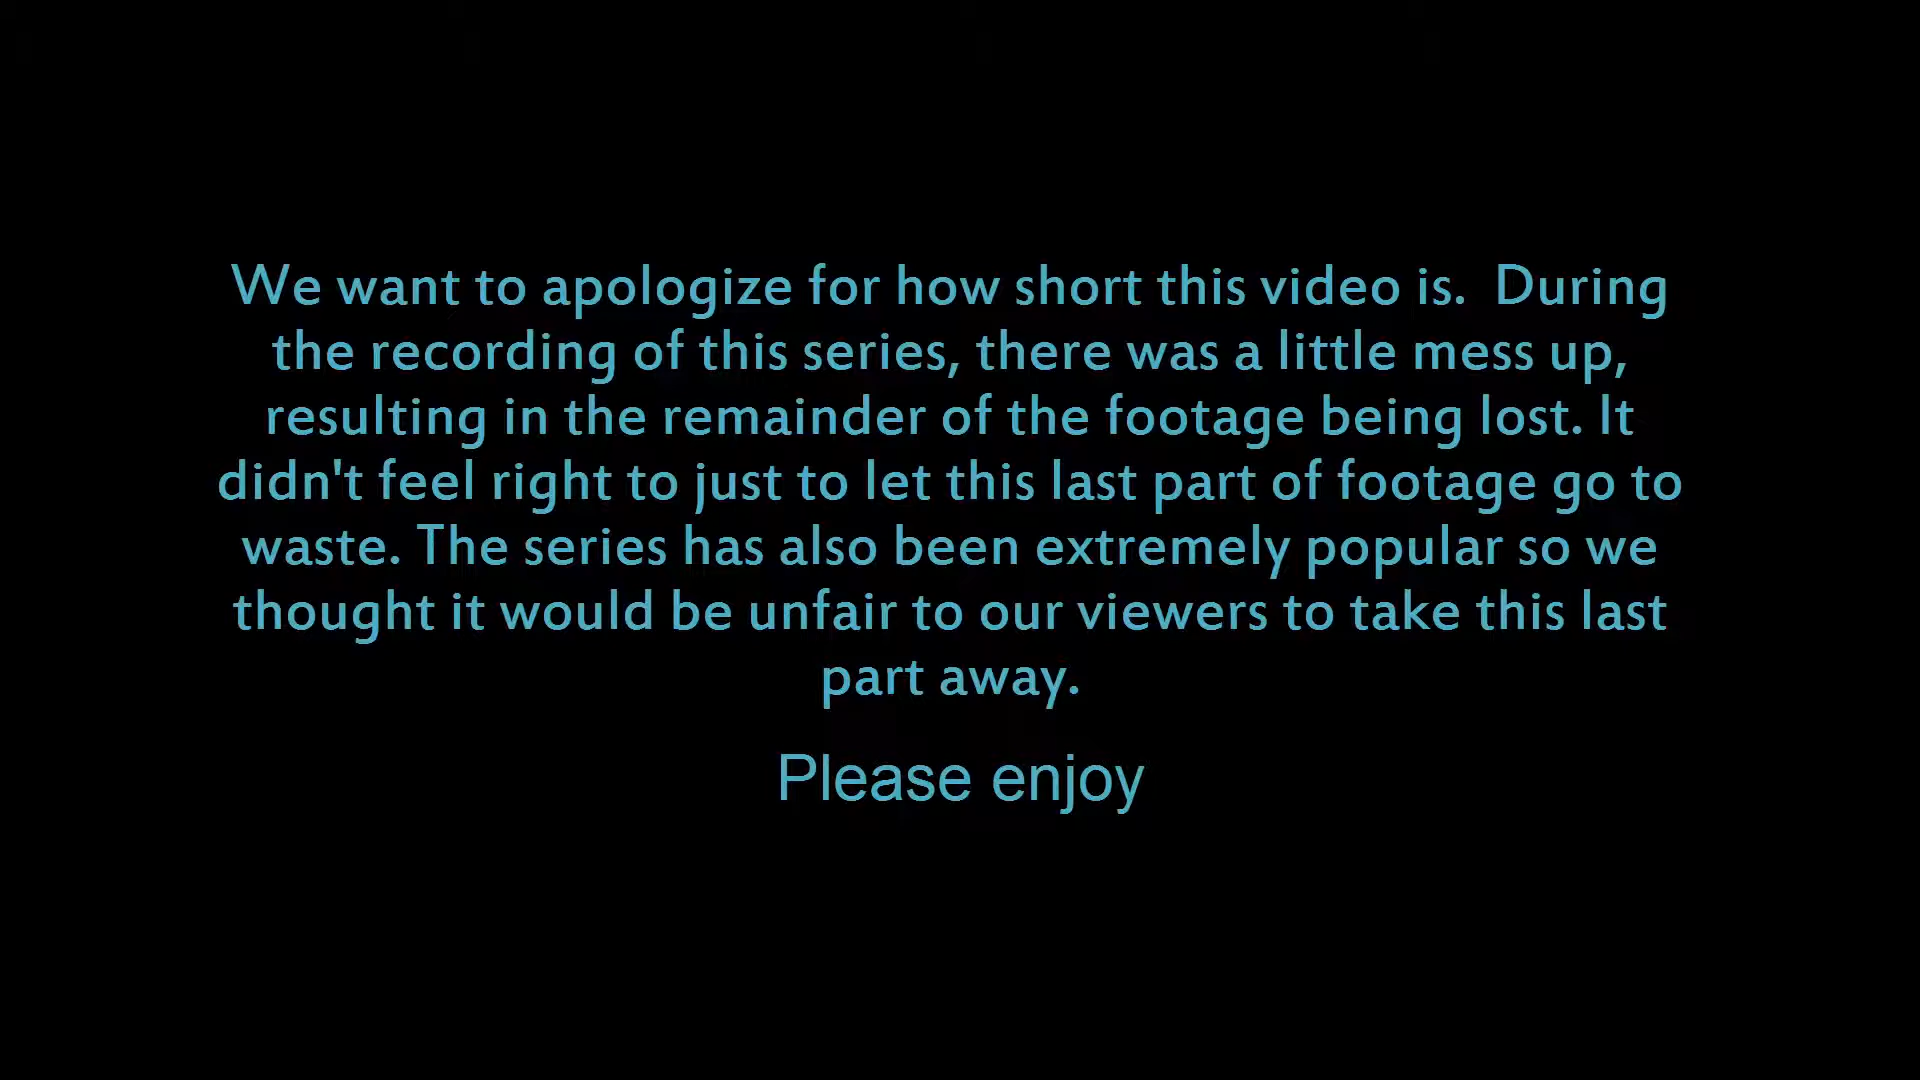 We want to apologize for how short this video is.  During
the recording of this series, there was a little mess up,
resulting in the remainder of the footage being lost. It
didn't feel right to just to let this last part of footage go to
waste. The series has also been extremely popular so we
thought it would be unfair to our viewers to take this last
part away.
Please enjoy